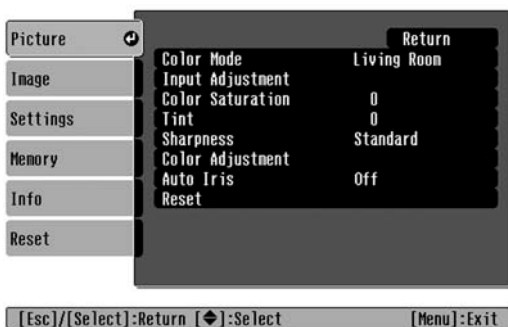 Picture
Image
Settings
Memory
Info
Reset
Return
Color Mode Living Room
Input Adjustment
Color Saturation 0
Tint 0
Sharpness Standard
Color Adjustment
Auto Iris Off
Reset
[Esc]/[Select]:Return [◆]:Select [Menu]:Exit